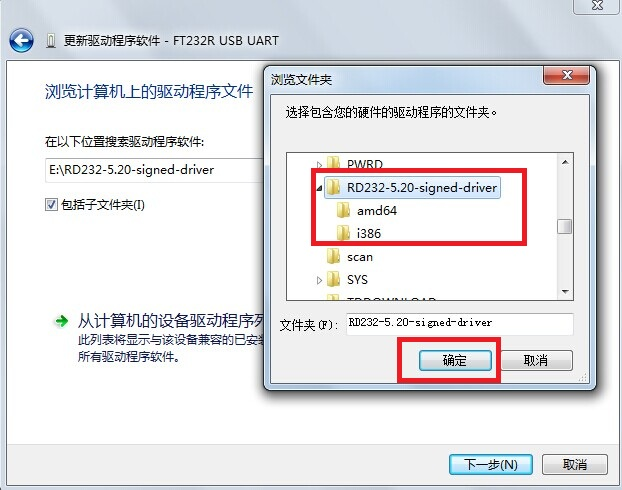 更新驱动程序软件 - FT232R USB UART
浏览计算机上的驱动程序文件
在以下位置搜索驱动程序软件:
E:\RD232-5.20-signed-driver
包括子文件夹(I)
从计算机的设备驱动程序
此列表将显示与该设备兼容的已安
所有驱动程序软件。
浏览文件夹
选择包含您的硬件的驱动程序的文件夹。
PWRD
RD232-5.20-signed-driver
amd64
i386
scan
SYS
TDDOWNLOAD
文件夹(F):
RD232-5.20-signed-driver
确定
取消
下一步(N)
取消